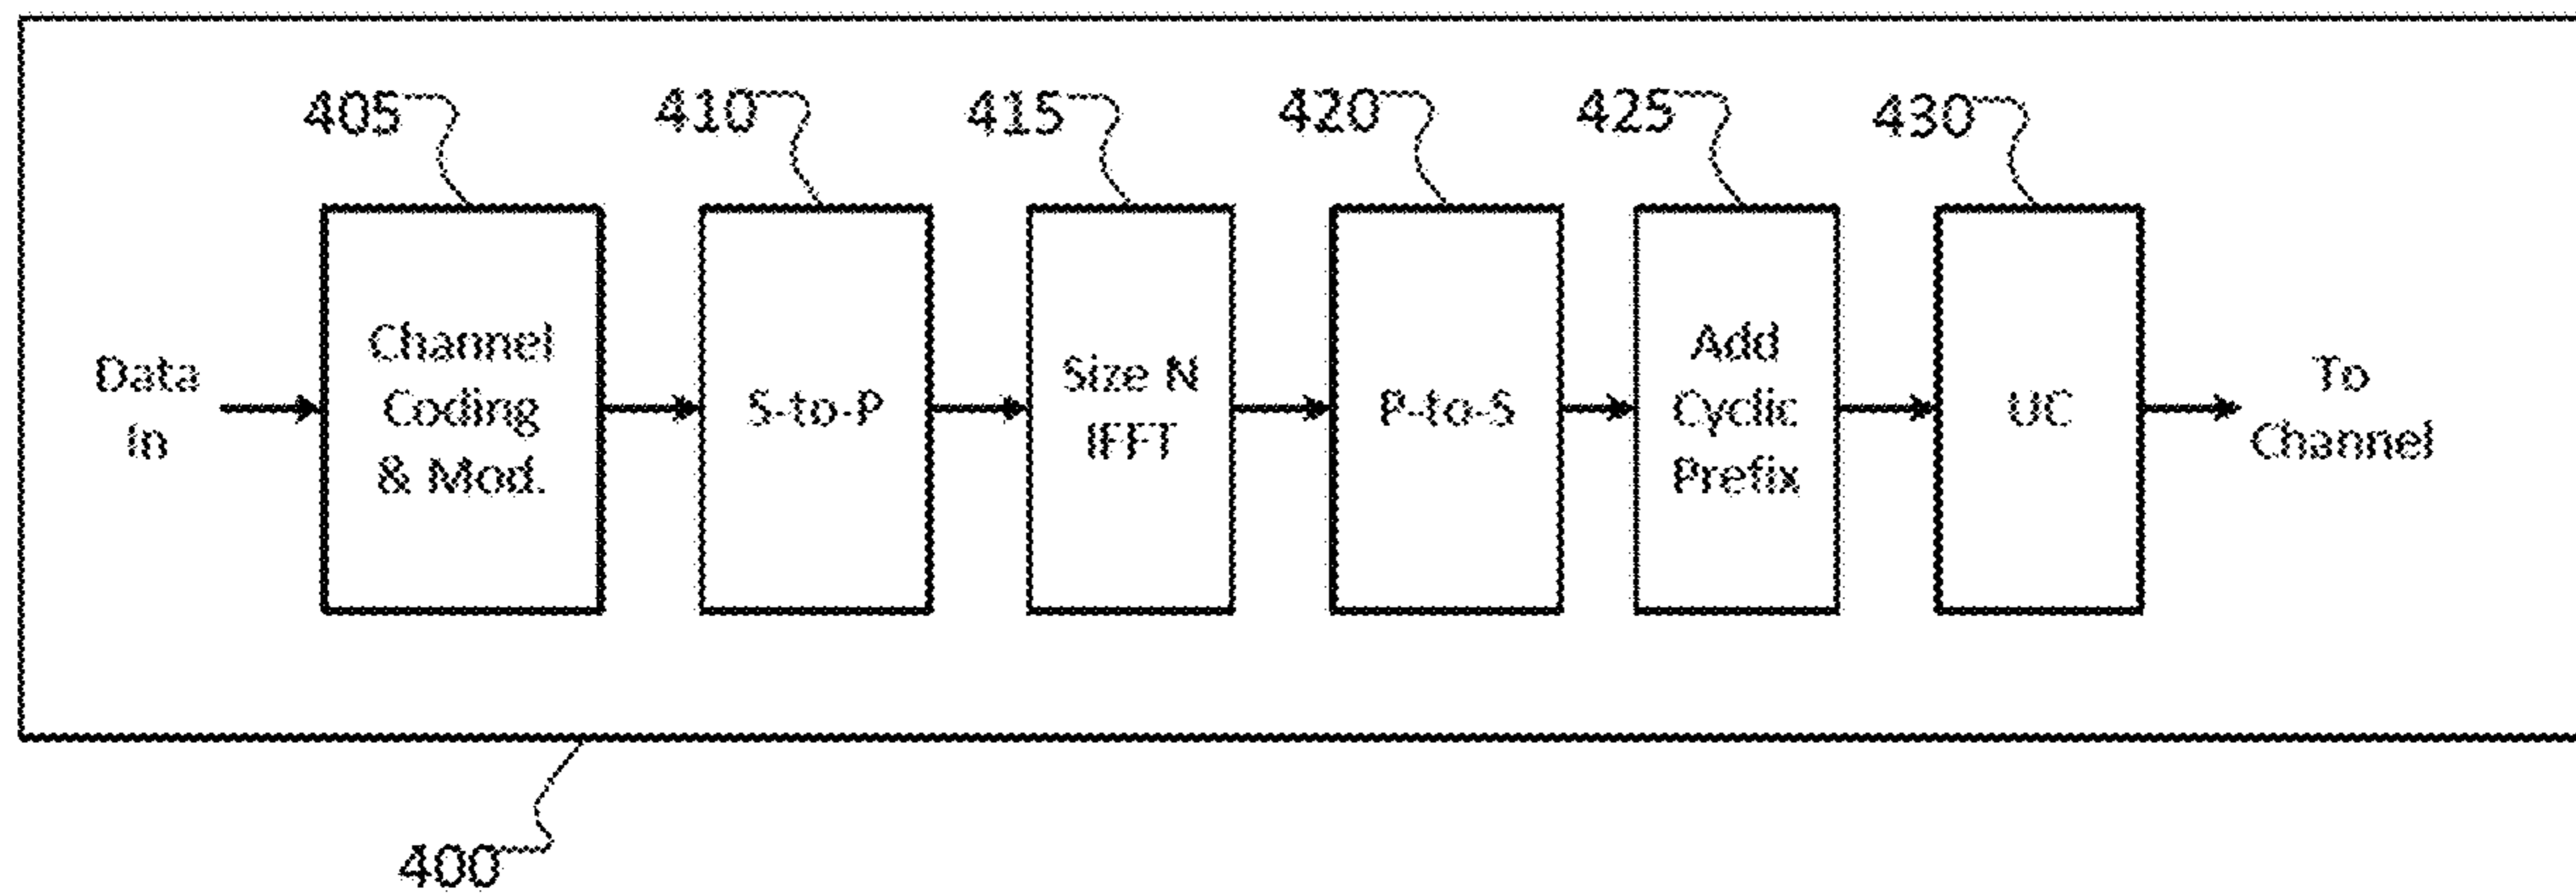 405
410
415
420
425
430
Data
In
Channel
Coding
& Mod.
S-to-P
Size N
IFFT
P-to-S
Add
Cyclic
Prefix
UC
To
Channel
400